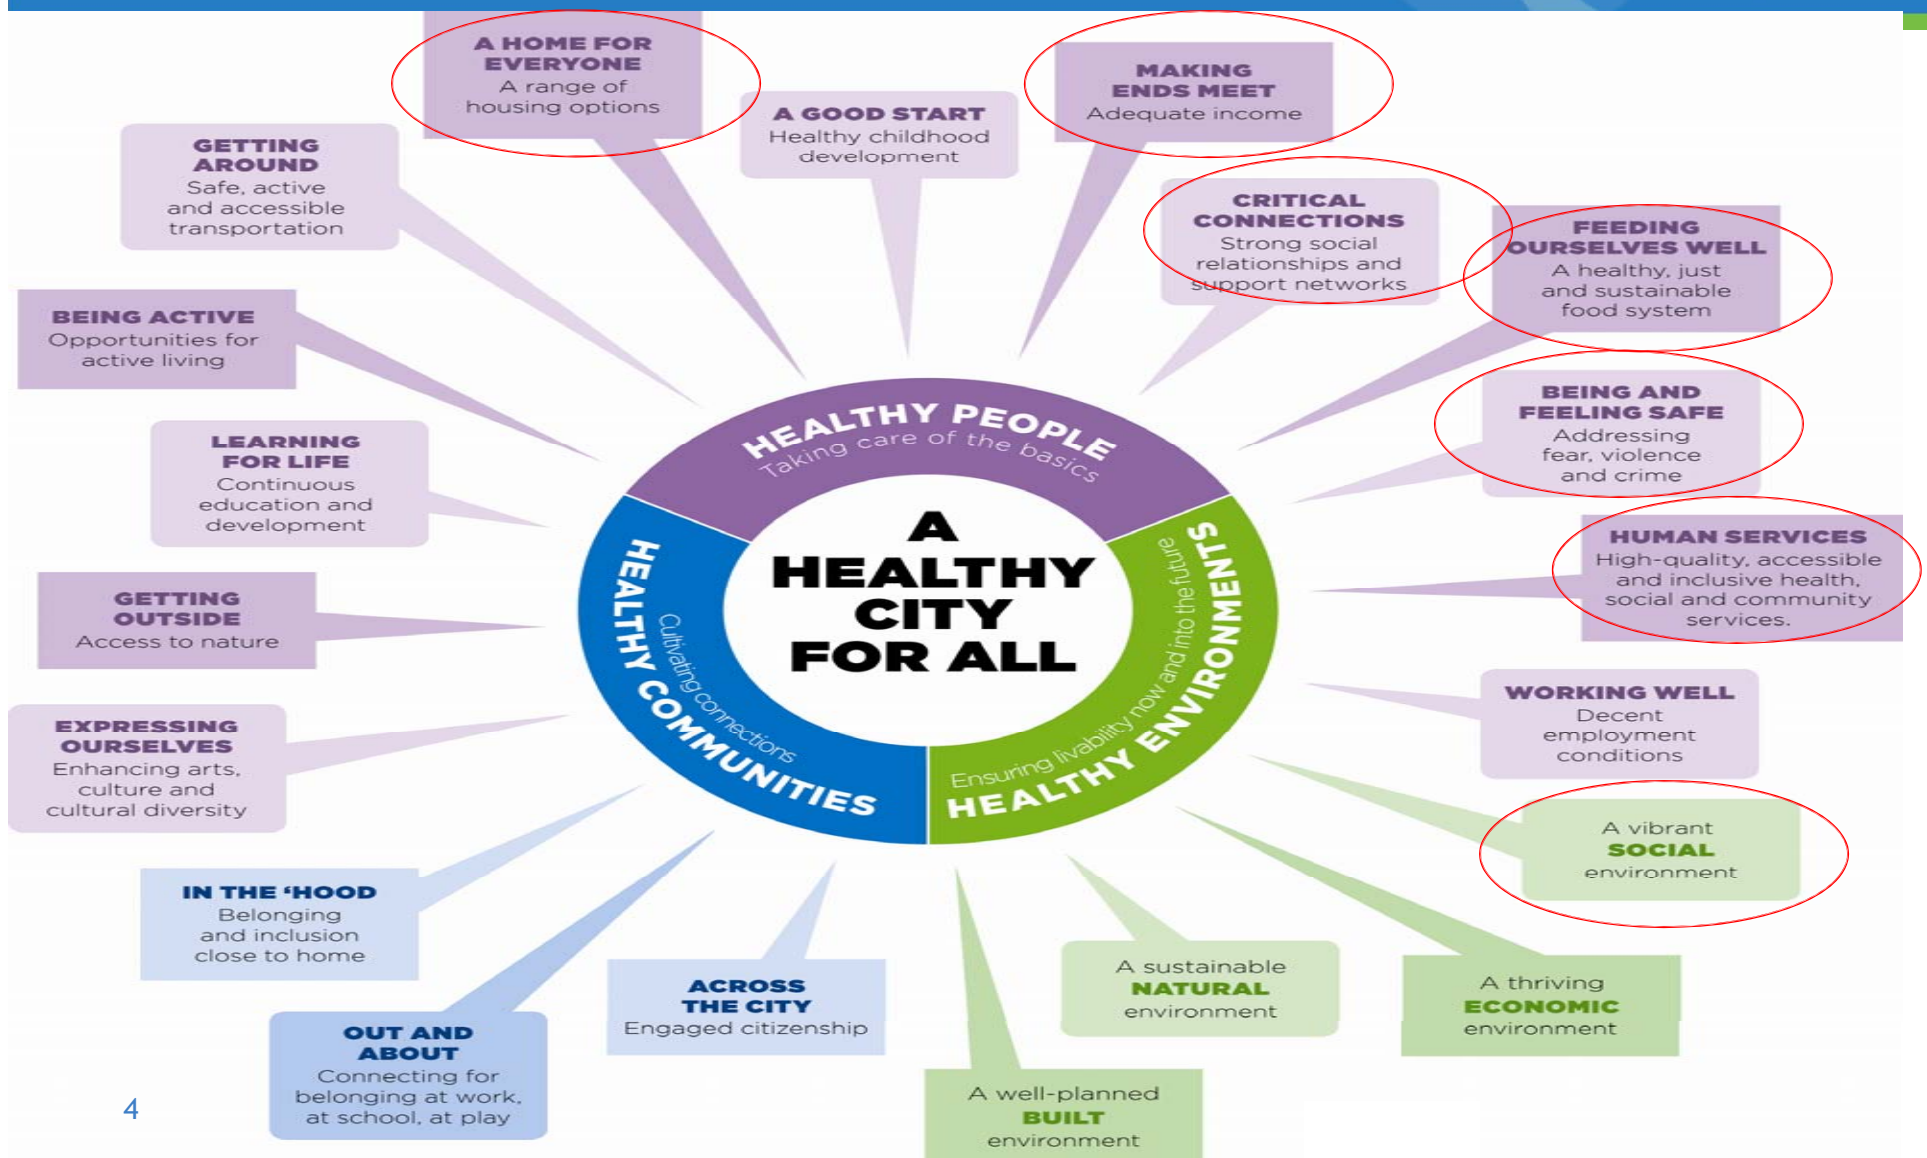 A HOME FOR
EVERYONE
A range of
housing options
A GOOD START
Healthy childhood
development
MAKING
ENDS MEET
Adequate income
GETTING
AROUND
Safe, active
and accessible
transportation
CRITICAL
CONNECTIONS
Strong social
relationships and
support networks
FEEDING
OURSELVES WELL
A healthy, just
and sustainable
food system
BEING ACTIVE
Opportunities for
active living
BEING AND
FEELING SAFE
Addressing
fear, violence
and crime
LEARNING
FOR LIFE
Continuous
education and
development
HEALTHY PEOPLE
Taking care of the basics
HEALTHY COMMUNITIES
Cultivating connections
A
HEALTHY
CITY
FOR ALL
Ensuring livability now and into the future
HEALTHY ENVIRONMENTS
HUMAN SERVICES
High-quality, accessible
and inclusive health,
social and community
services.
GETTING
OUTSIDE
Access to nature
WORKING WELL
Decent
employment
conditions
EXPRESSING
OURSELVES
Enhancing arts,
culture and
cultural diversity
A vibrant
SOCIAL
environment
IN THE ‘HOOD
Belonging
and inclusion
close to home
OUT AND
ABOUT
Connecting for
belonging at work,
at school, at play
ACROSS
THE CITY
Engaged citizenship
A well-planned
BUILT
environment
A sustainable
NATURAL
environment
A thriving
ECONOMIC
environment
4